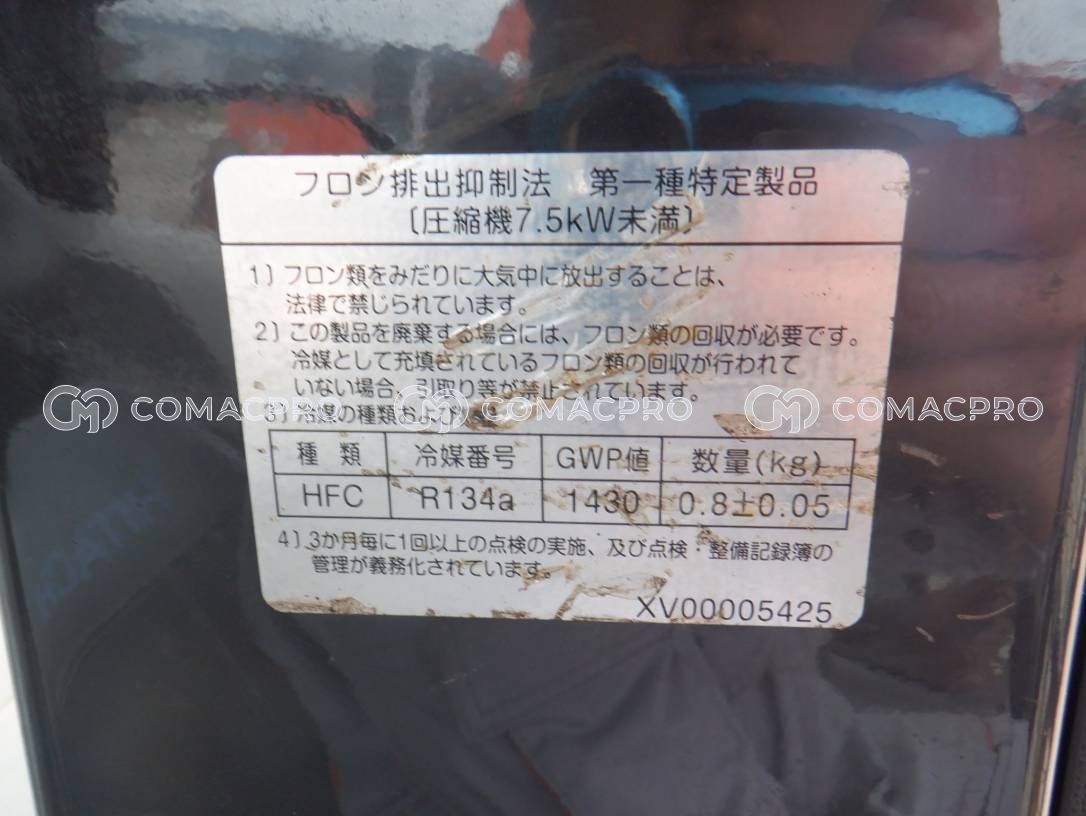 フロン排出抑制法　第一種特定製品
〔圧縮機7.5kW未満〕
1）フロン類をみだりに大気中に放出することは、
法律で禁じられています。
2）この製品を廃棄する場合には、フロン類の回収が必要です。
冷媒として充填されているフロン類の回収が行われて
いない場合、引取り等が禁止されています。
COMACPRO COMACPRO COMACPRO
3）冷媒の種類および
種類 冷媒番号 GWP値 数量(kg)
HFC R134a 1430 0.8±0.05
4）3か月毎に1回以上の点検の実施、及び点検・整備記録簿の
管理が義務化されています。
XV00005425